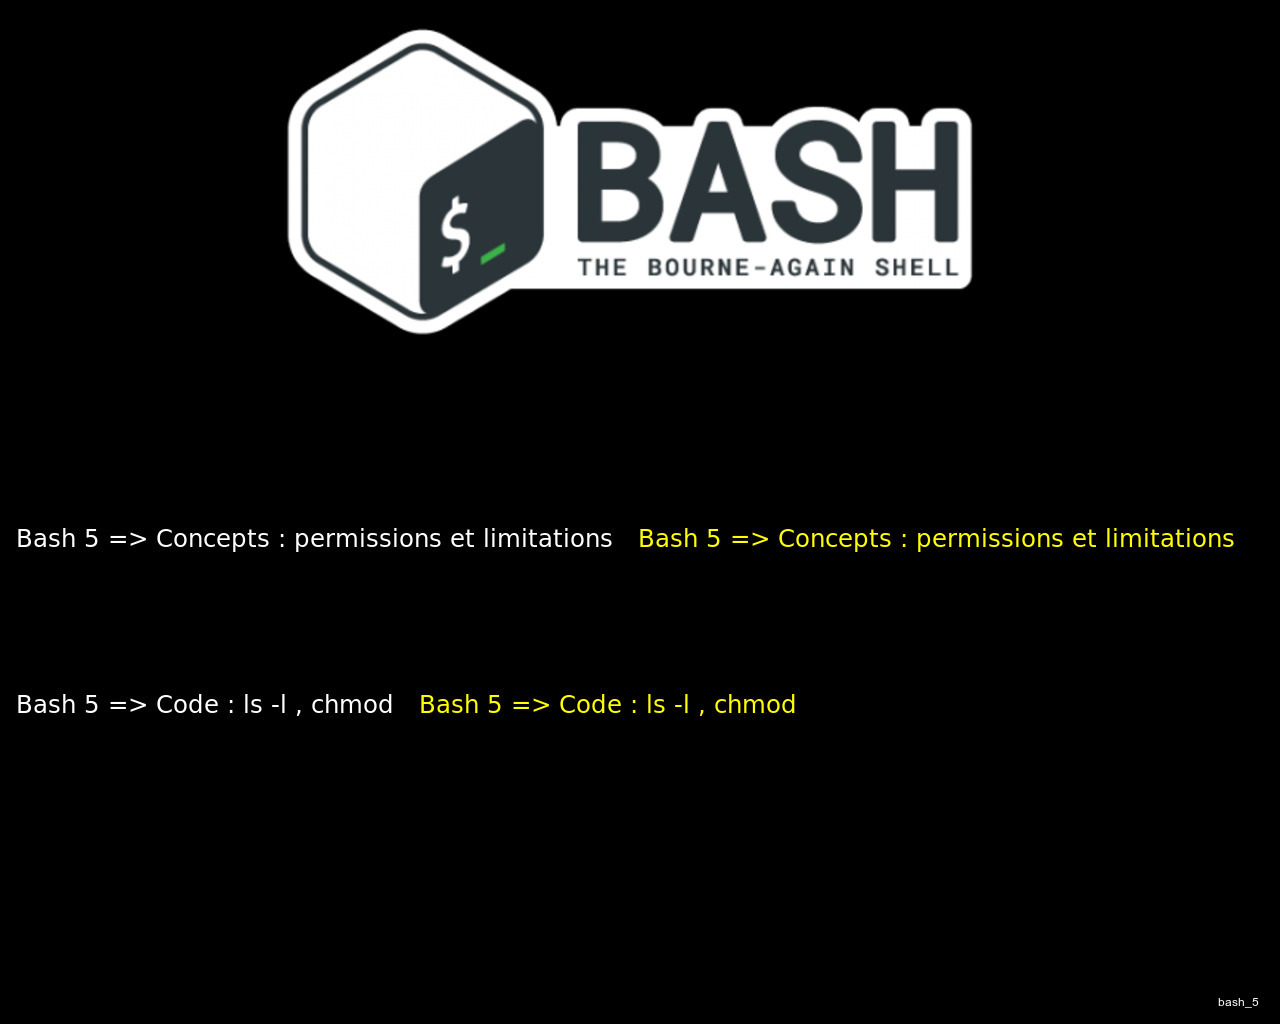 $_
BASH
THE BOURNE-AGAIN SHELL
Bash 5 => Concepts : permissions et limitations Bash 5 => Concepts : permissions et limitations
Bash 5 => Code : ls -l , chmod Bash 5 => Code : ls -l , chmod
bash_5